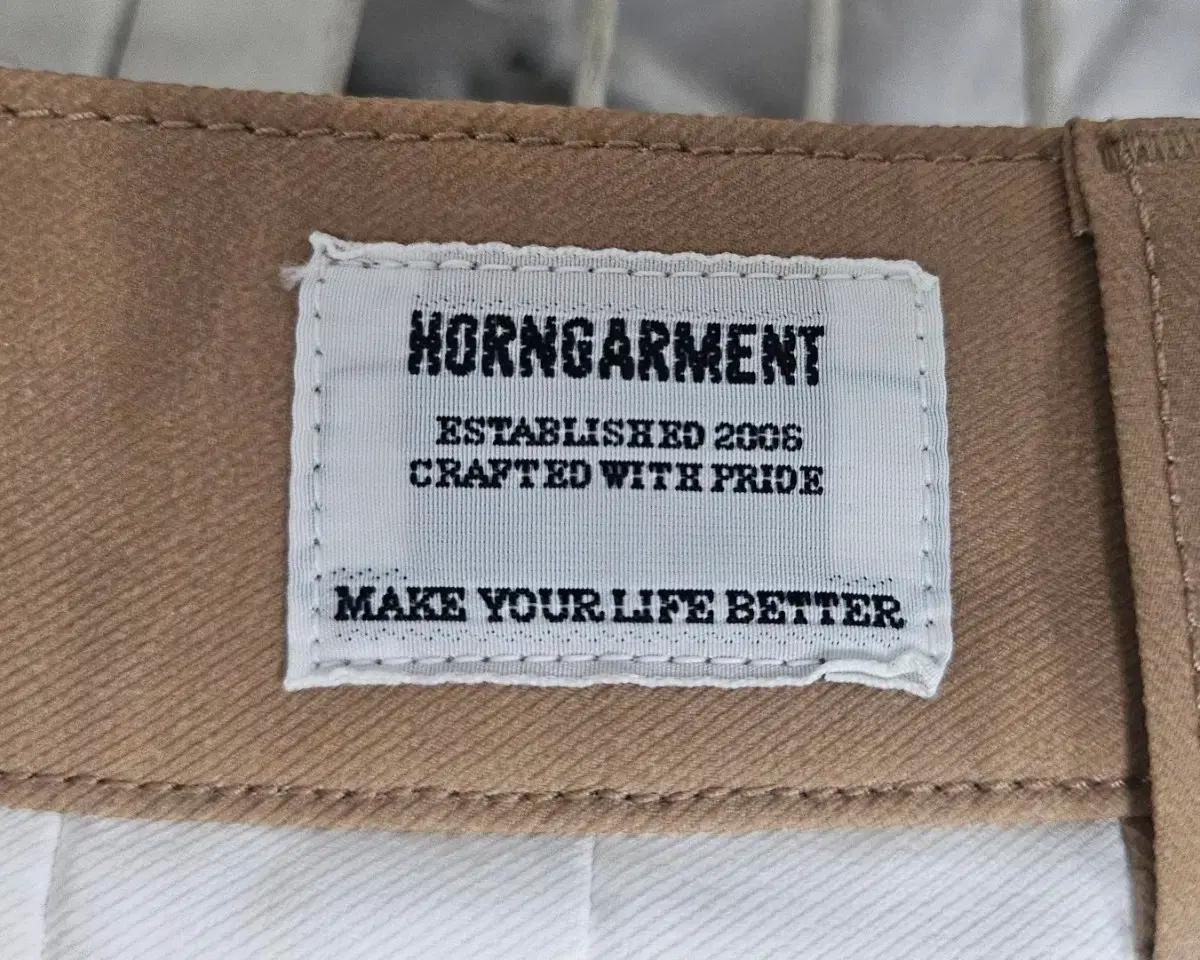 HORNGARMENT
ESTABLISHED 2006
CRAFTED WITH PRIDE
MAKE YOUR LIFE BETTER